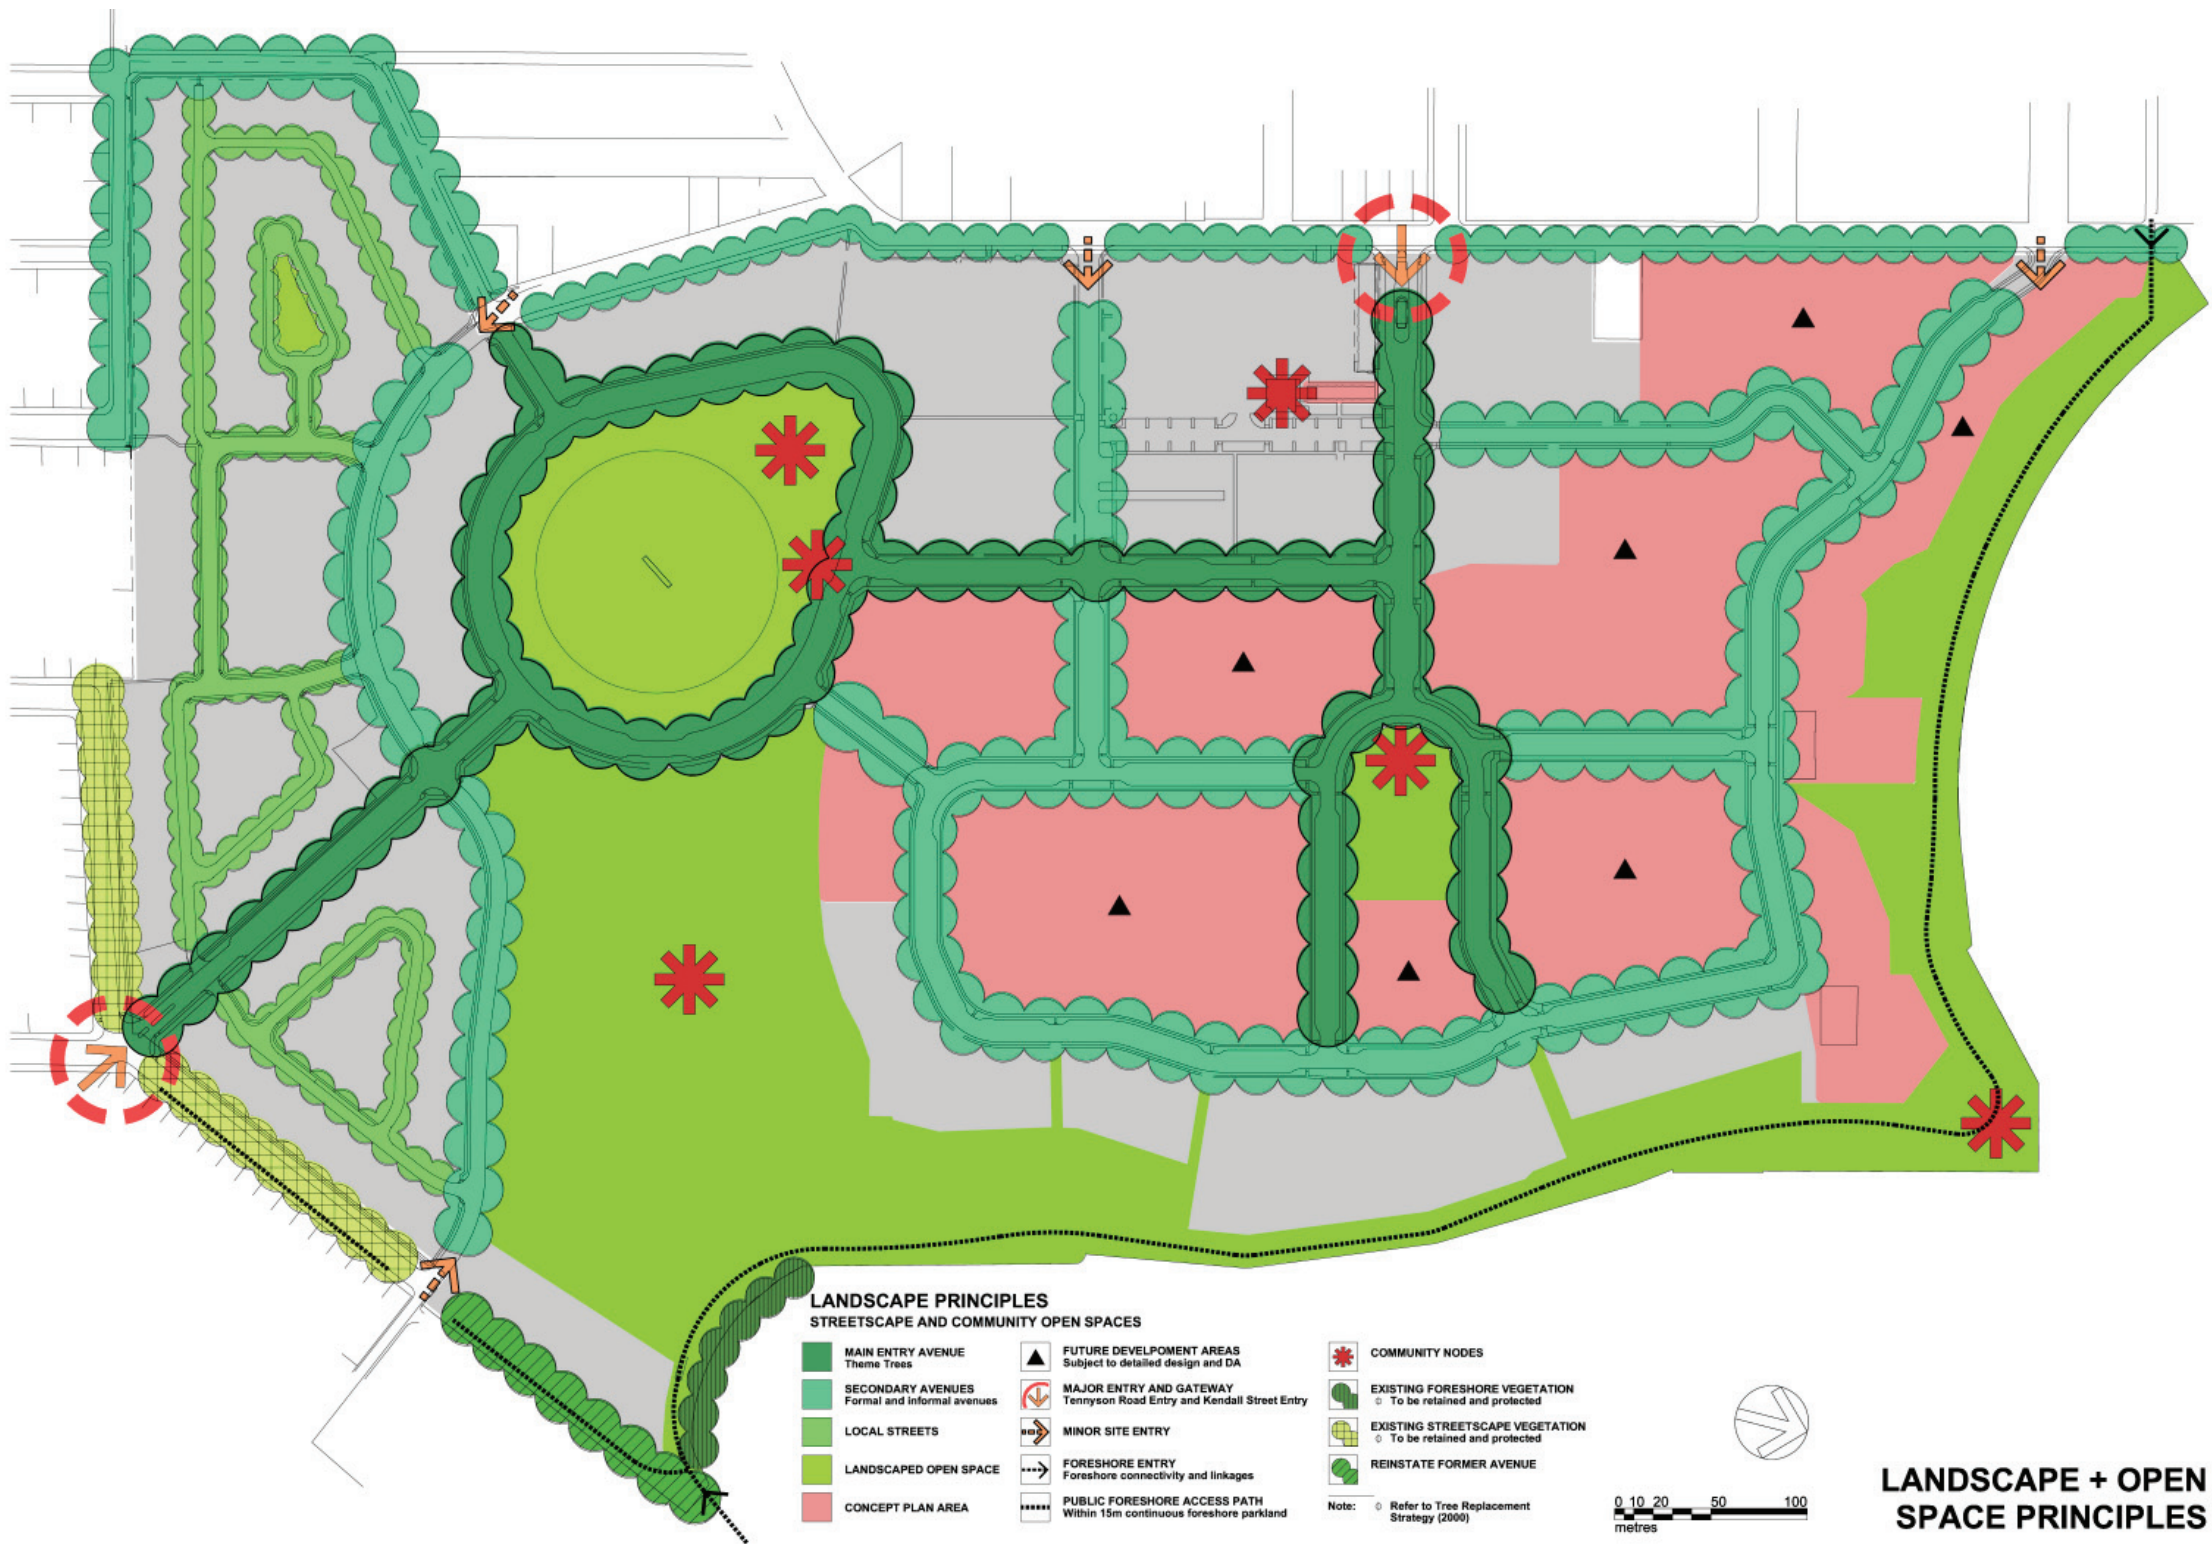 LANDSCAPE PRINCIPLES
STREETSCAPE AND COMMUNITY OPEN SPACES
MAIN ENTRY AVENUE
Theme Trees
SECONDARY AVENUES
Formal and informal avenues
LOCAL STREETS
LANDSCAPED OPEN SPACE
CONCEPT PLAN AREA
FUTURE DEVELPOMENT AREAS
Subject to detailed design and DA
MAJOR ENTRY AND GATEWAY
Tennyson Road Entry and Kendall Street Entry
MINOR SITE ENTRY
FORESHORE ENTRY
Foreshore connectivity and linkages
PUBLIC FORESHORE ACCESS PATH
Within 15m continuous foreshore parkland
COMMUNITY NODES
EXISTING FORESHORE VEGETATION
To be retained and protected
EXISTING STREETSCAPE VEGETATION
To be retained and protected
REINSTATE FORMER AVENUE
Note: Refer to Tree Replacement
Strategy (2000)
0 10 20 50 100
metres
LANDSCAPE + OPEN
SPACE PRINCIPLES